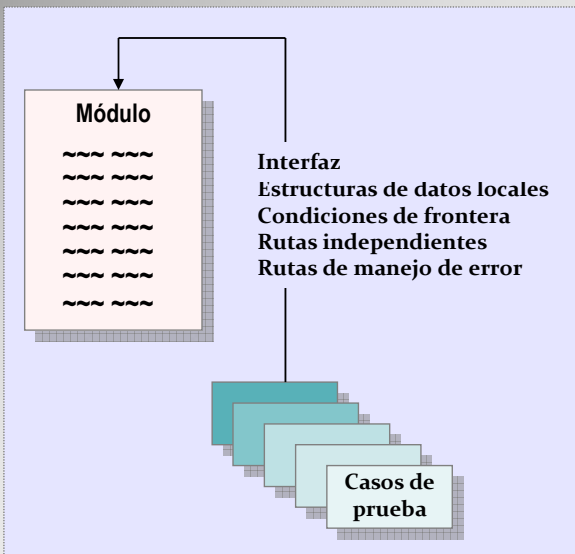 Módulo
~~~ ~~~
~~~ ~~~
~~~ ~~~
~~~ ~~~
~~~ ~~~
~~~ ~~~
~~~ ~~~
Interfaz
Estructuras de datos locales
Condiciones de frontera
Rutas independientes
Rutas de manejo de error
Casos de
prueba